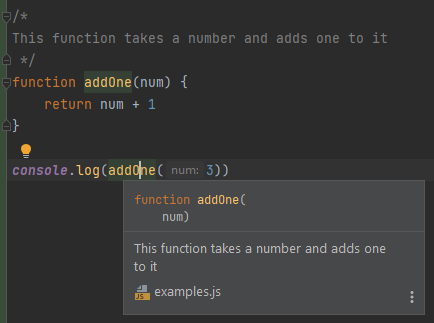 /*
This function takes a number and adds one to it
*/
function addOne(num) {
return num + 1
}
console.log(addOne( num: 3))
function addOne(
num)
This function takes a number and adds one
to it
JS examples.js